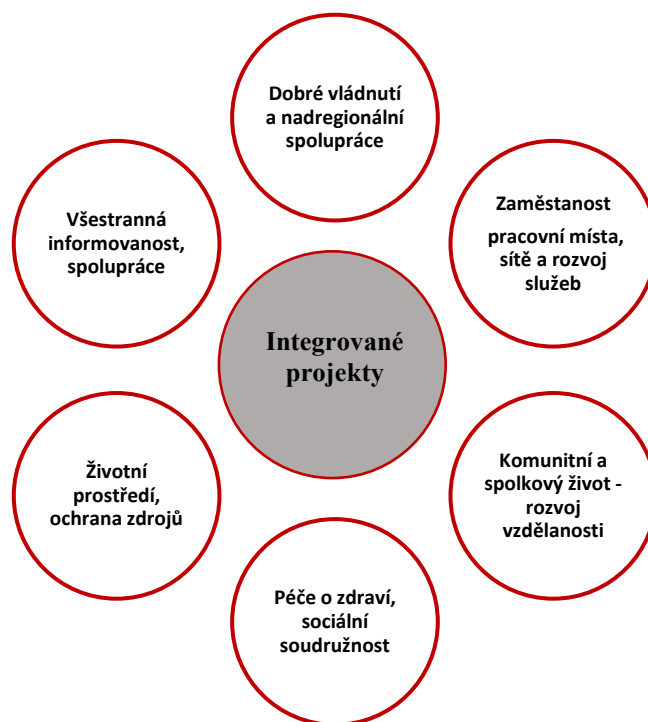 Dobré vládnutí
a nadregionální
spolupráce
Všestranná
informovanost,
spolupráce
Zaměstanost
pracovní místa,
sítě a rozvoj
služeb
Integrované
projekty
Životní
prostředí,
ochrana zdrojů
Komunitní a
spolkový život -
rozvoj
vzdělanosti
Péče o zdraví,
sociální
soudružnost